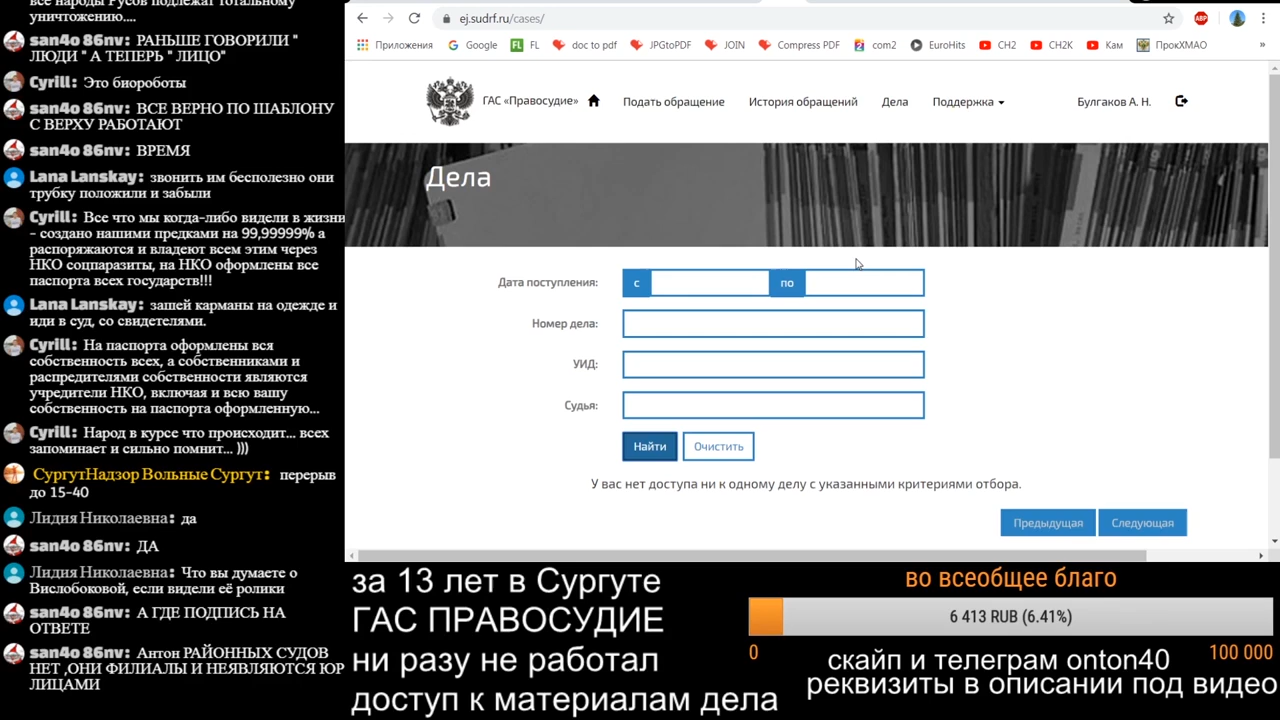 все народы Русов подлежат тотальному
уничтожению....
san4o 86nv: РАНЬШЕ ГОВОРИЛИ "
ЛЮДИ " А ТЕПЕРЬ " ЛИЦО"
Cyrill: Это биороботы
san4o 86nv: ВСЕ ВЕРНО ПО ШАБЛОНУ
С ВЕРХУ РАБОТАЮТ
san4o 86nv: ВРЕМЯ
Lana Lanskay: звонить им бесполезно они
трубку положили и забыли
Cyrill: Все что мы когда-либо видели в жизни
- создано нашими предками на 99,99999% а
распоряжаются и владеют всем этим через
НКО соцпаразиты, на НКО оформлены все
паспорта всех государств!!!
Lana Lanskay: зашей карманы на одежде и
иди в суд, со свидетелями.
Cyrill: На паспорта оформлены вся
собственность всех, а собственниками и
распредителями собственности являются
учредители НКО, включая и всю вашу
собственность на паспорта оформленную...
Cyrill: Народ в курсе что происходит... всех
запоминает и сильно помнит... )))
СургутНадзор Вольные Сургут: перерыв
до 15-40
Лидия Николаевна: да
san4o 86nv: ДА
Лидия Николаевна: Что вы думаете о
Вислобоковой, если видели её ролики
san4o 86nv: А ГДЕ ПОДПИСЬ НА
ОТВЕТЕ
san4o 86nv: Антон РАЙОННЫХ СУДОВ
НЕТ ,ОНИ ФИЛИАЛЫ И НЕЯВЛЯЮТСЯ ЮР
ЛИЦАМИ
ej.sudrf.ru/cases/
ABP
Приложения Google FL FL doc to pdf JPGtoPDF JOIN Compress PDF com2 EuroHits CH2 CH2K Кам ПрокХМАО »
ГАС «Правосудие» Подать обращение История обращений Дела Поддержка Булгаков А. Н.
Дела
Дата поступления: с по
Номер дела:
УИД:
Судья:
Найти Очистить
У вас нет доступа ни к одному делу с указанными критериями отбора.
Предыдущая Следующая
за 13 лет в Сургуте
ГАС ПРАВОСУДИЕ
ни разу не работал
доступ к материалам дела
во всеобщее благо
6 413 RUB (6.41%)
0 100 000
скайп и телеграм onton40
реквизиты в описании под видео